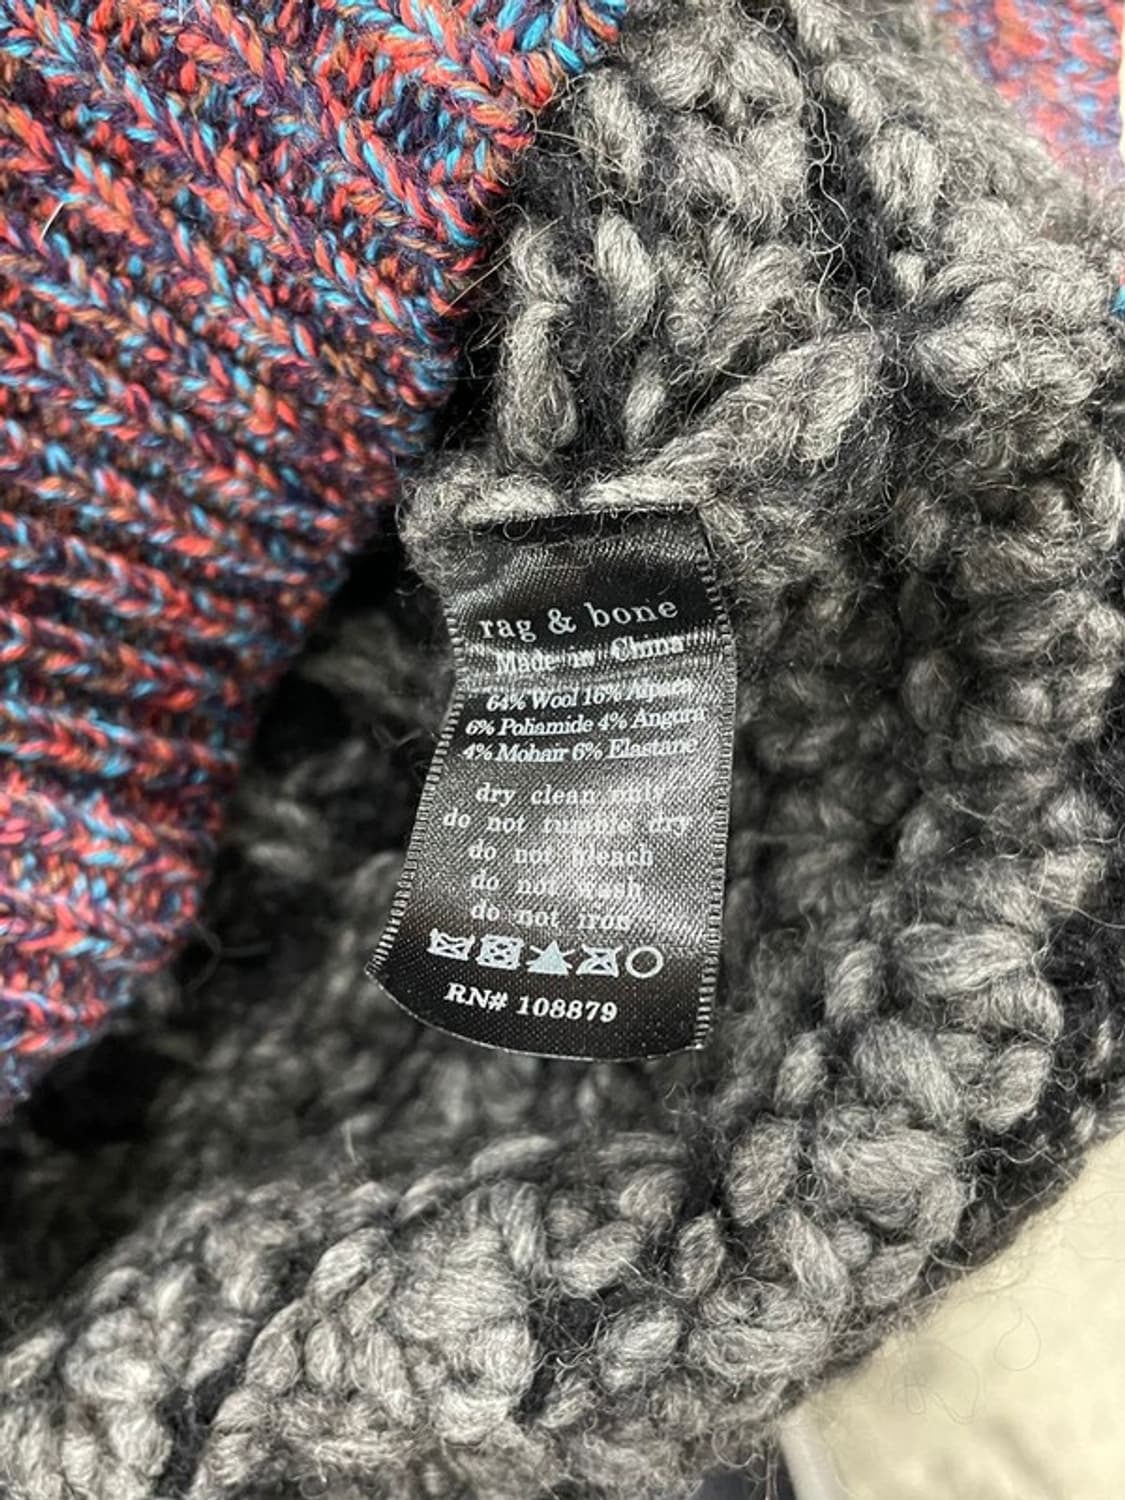 rag & bone
Made in China
64% Wool 16% Alpaca
6% Poliamide 4% Angora
4% Mohair 6% Elastane
dry clean only
do not tumble dry
do not bleach
do not wash
do not iron
RN# 108879